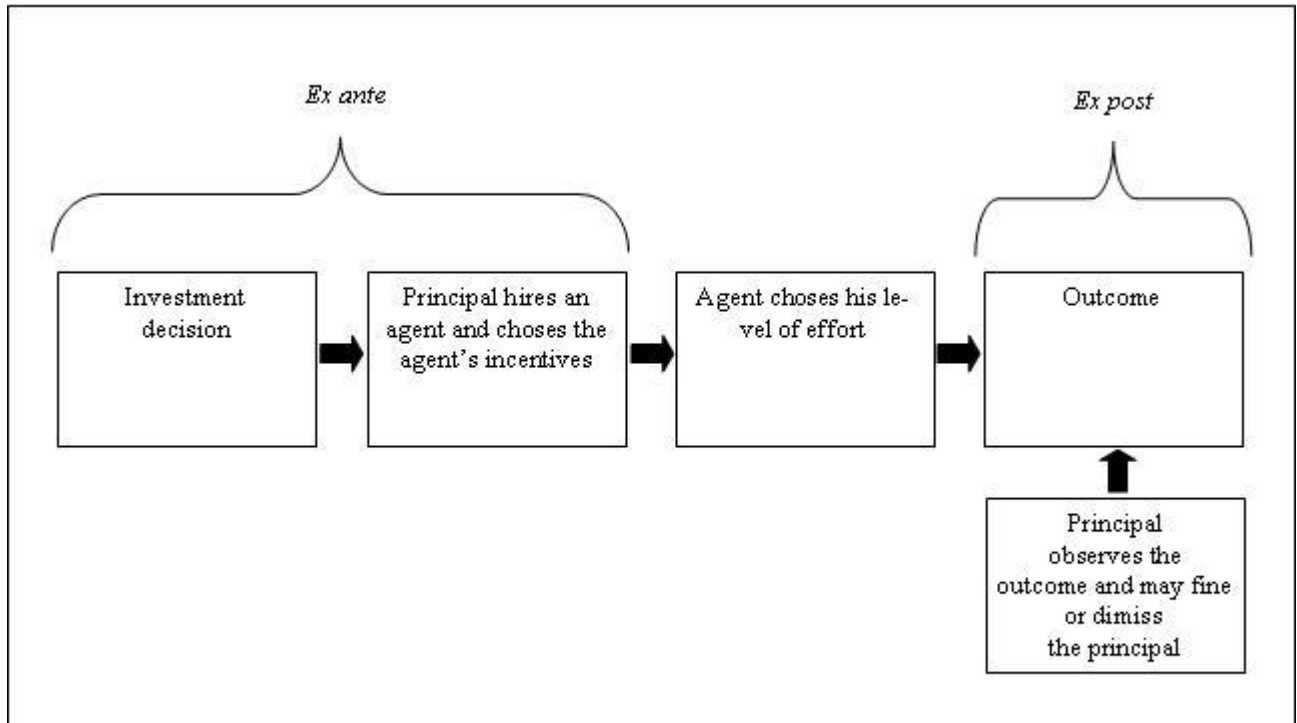 Ex ante
Ex post
Investment
decision
Principal hires an
agent and choses the
agent's incentives
Agent choses his le-
vel of effort
Outcome
Principal
observes the
outcome and may fine
or dimiss
the principal